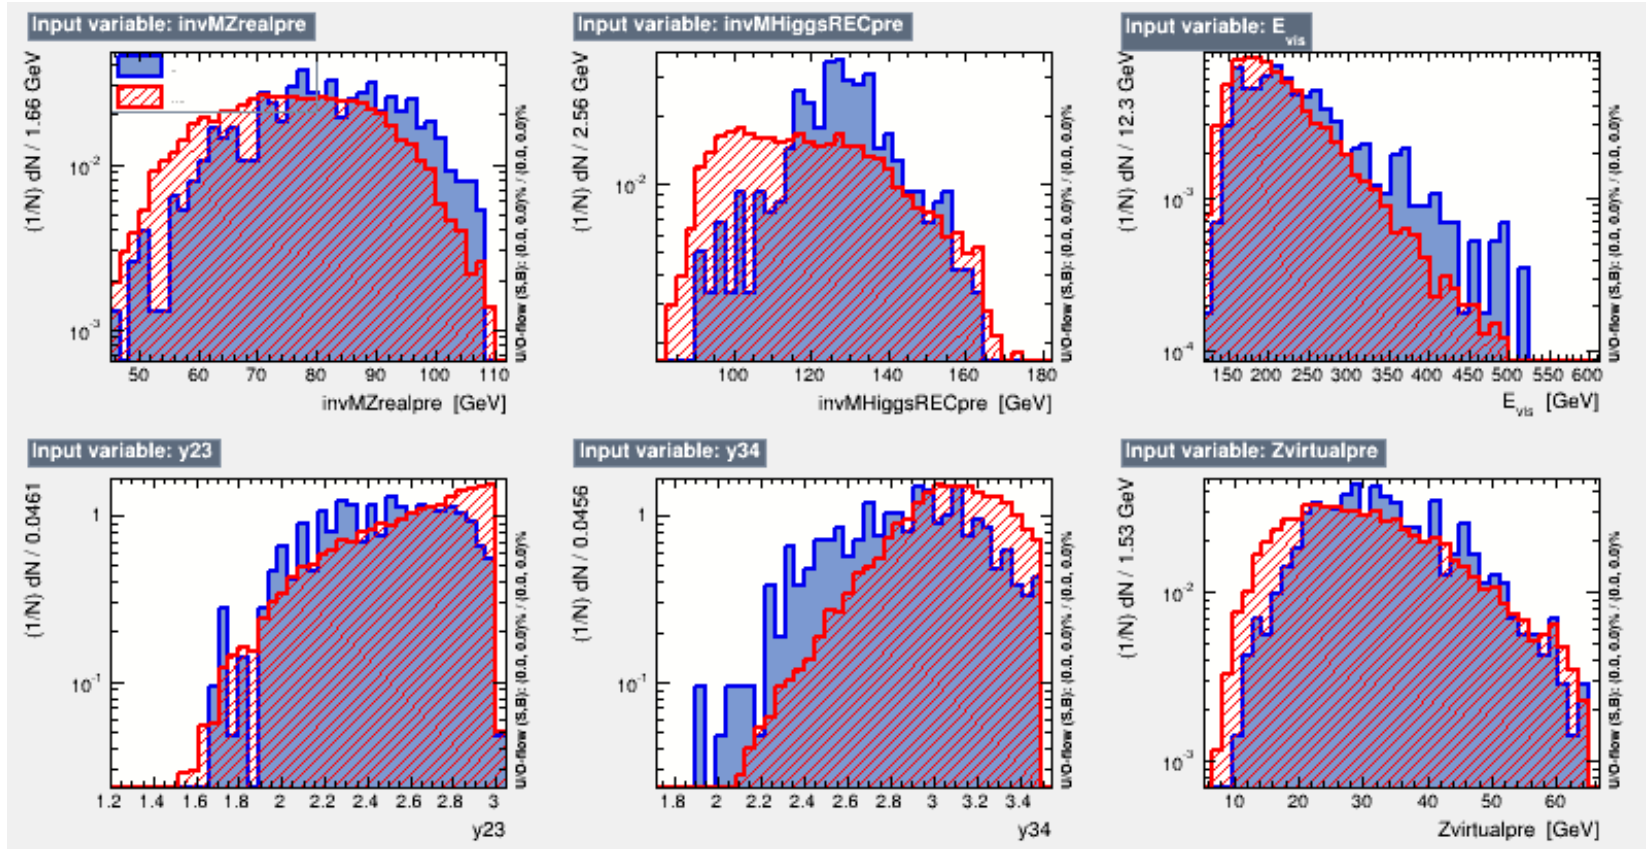 Input variable: invMZrealpre
(1/N) dN / 1.66 GeV
10⁻²
10⁻³
50 60 70 80 90 100 110
invMZrealpre [GeV]
U/O-flow (S,B): (0.0, 0.0)% / (0.0, 0.0)%
Input variable: invMHiggsRECpre
(1/N) dN / 2.56 GeV
10⁻²
100 120 140 160 180
invMHiggsRECpre [GeV]
U/O-flow (S,B): (0.0, 0.0)% / (0.0, 0.0)%
Input variable: E_vis
(1/N) dN / 12.3 GeV
10⁻³
10⁻⁴
150 200 250 300 350 400 450 500 550 600
E_vis [GeV]
U/O-flow (S,B): (0.0, 0.0)% / (0.0, 0.0)%
Input variable: y23
(1/N) dN / 0.0461
1
10⁻¹
1.2 1.4 1.6 1.8 2 2.2 2.4 2.6 2.8 3
y23
U/O-flow (S,B): (0.0, 0.0)% / (0.0, 0.0)%
Input variable: y34
(1/N) dN / 0.0456
1
10⁻¹
1.8 2 2.2 2.4 2.6 2.8 3 3.2 3.4
y34
U/O-flow (S,B): (0.0, 0.0)% / (0.0, 0.0)%
Input variable: Zvirtualpre
(1/N) dN / 1.53 GeV
10⁻²
10⁻³
10 20 30 40 50 60
Zvirtualpre [GeV]
U/O-flow (S,B): (0.0, 0.0)% / (0.0, 0.0)%